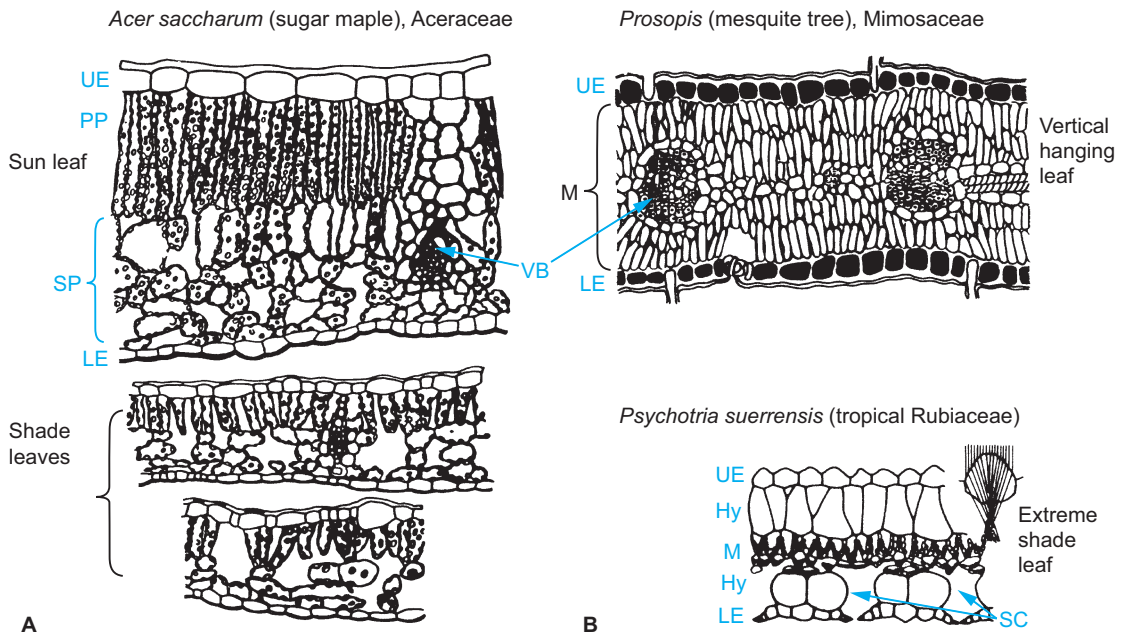 Acer saccharum (sugar maple), Aceraceae
UE
PP
Sun leaf
SP
LE
VB
Shade
leaves
A
Prosopis (mesquite tree), Mimosaceae
UE
M
LE
Vertical
hanging
leaf
Psychotria suerrensis (tropical Rubiaceae)
UE
Hy
M
Hy
LE
Extreme
shade
leaf
SC
B